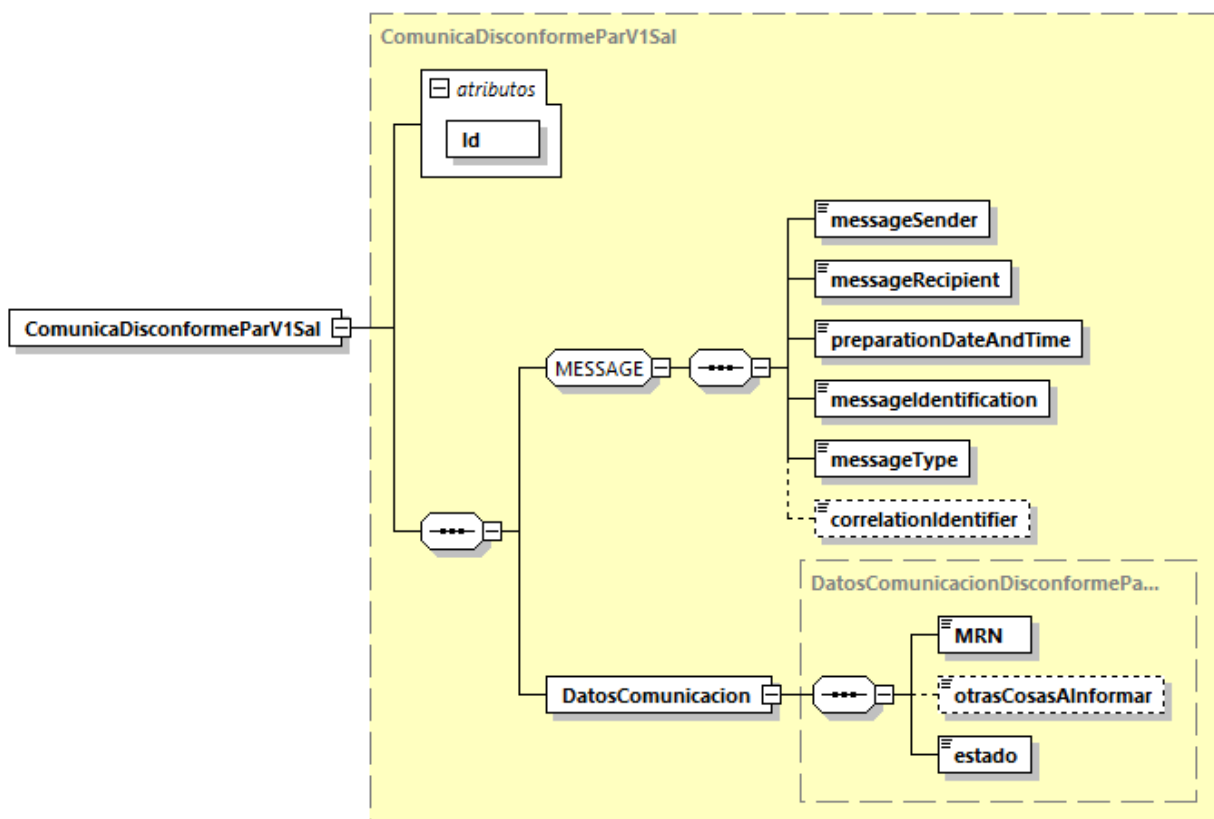 ComunicaDisconformeParV1Sal
atributos
Id
messageSender
messageRecipient
ComunicaDisconformeParV1Sal
preparationDateAndTime
MESSAGE
messageIdentification
messageType
correlationIdentifier
DatosComunicacionDisconformePa...
MRN
DatosComunicacion
otrasCosasAInformar
estado